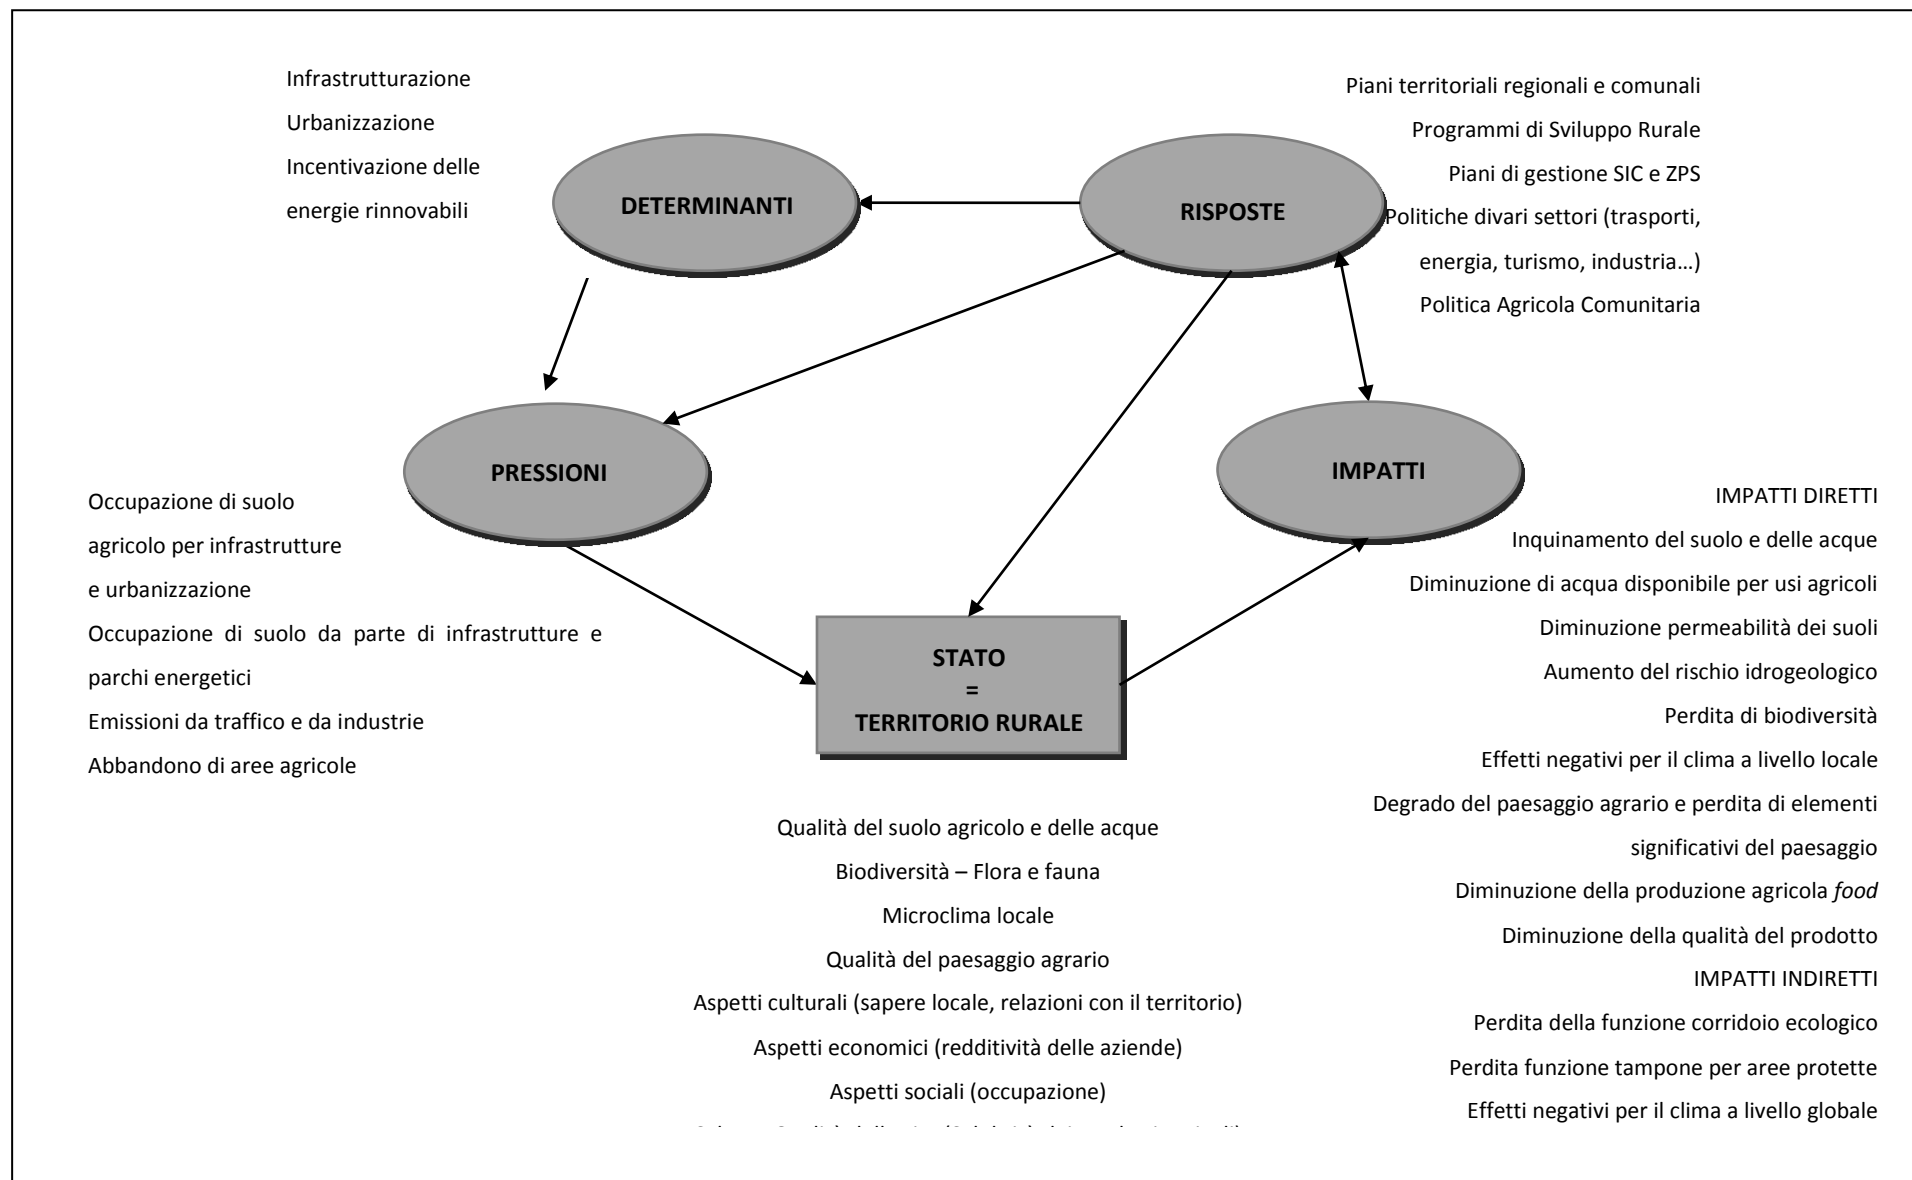 Infrastrutturazione
Urbanizzazione
Incentivazione delle
energie rinnovabili
DETERMINANTI
RISPOSTE
Piani territoriali regionali e comunali
Programmi di Sviluppo Rurale
Piani di gestione SIC e ZPS
Politiche divari settori (trasporti,
energia, turismo, industria…)
Politica Agricola Comunitaria
PRESSIONI
Occupazione di suolo
agricolo per infrastrutture
e urbanizzazione
Occupazione di suolo da parte di infrastrutture e
parchi energetici
Emissioni da traffico e da industrie
Abbandono di aree agricole
STATO
=
TERRITORIO RURALE
Qualità del suolo agricolo e delle acque
Biodiversità – Flora e fauna
Microclima locale
Qualità del paesaggio agrario
Aspetti culturali (sapere locale, relazioni con il territorio)
Aspetti economici (redditività delle aziende)
Aspetti sociali (occupazione)
IMPATTI
IMPATTI DIRETTI
Inquinamento del suolo e delle acque
Diminuzione di acqua disponibile per usi agricoli
Diminuzione permeabilità dei suoli
Aumento del rischio idrogeologico
Perdita di biodiversità
Effetti negativi per il clima a livello locale
Degrado del paesaggio agrario e perdita di elementi
significativi del paesaggio
Diminuzione della produzione agricola food
Diminuzione della qualità del prodotto
IMPATTI INDIRETTI
Perdita della funzione corridoio ecologico
Perdita funzione tampone per aree protette
Effetti negativi per il clima a livello globale